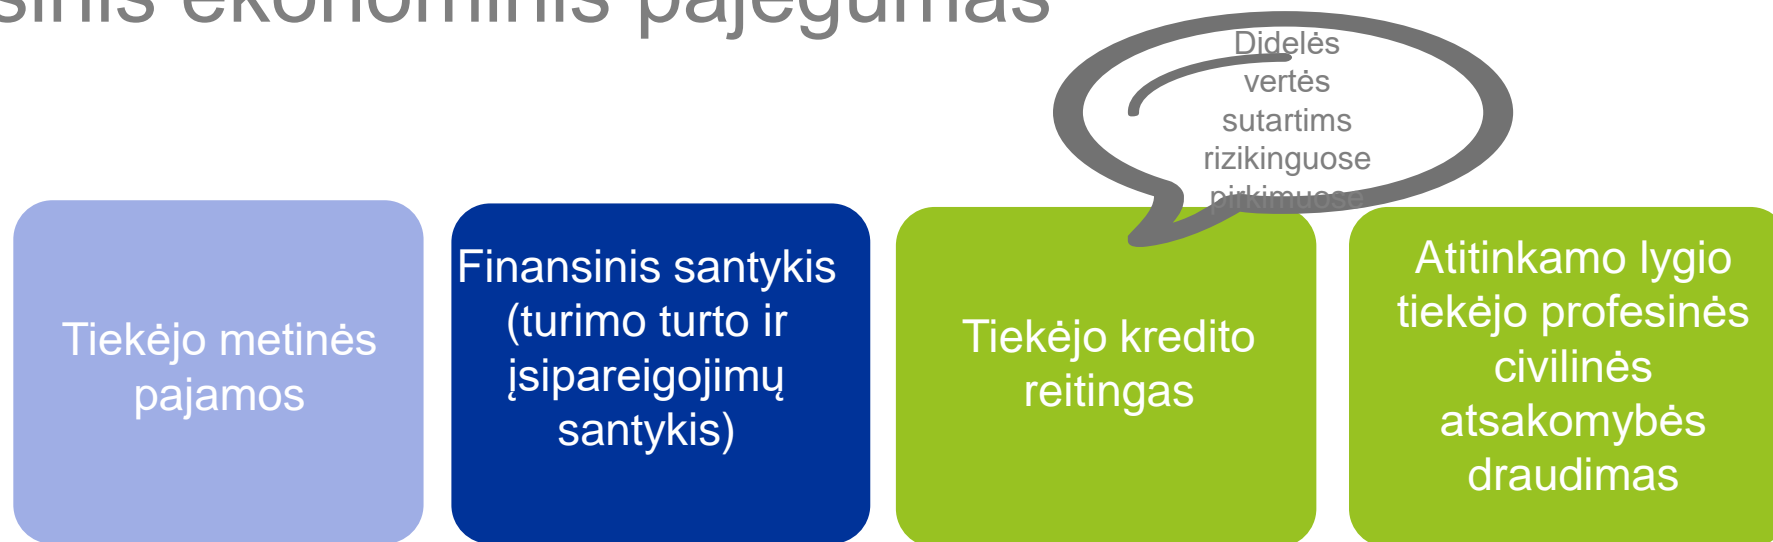 sinis ekonominis pajėgumas
Didelės
vertės
sutartims
rizikinguose
pirkimuose
Tiekėjo metinės
pajamos
Finansinis santykis
(turimo turto ir
įsipareigojimų
santykis)
Tiekėjo kredito
reitingas
Atitinkamo lygio
tiekėjo profesinės
civilinės
atsakomybės
draudimas